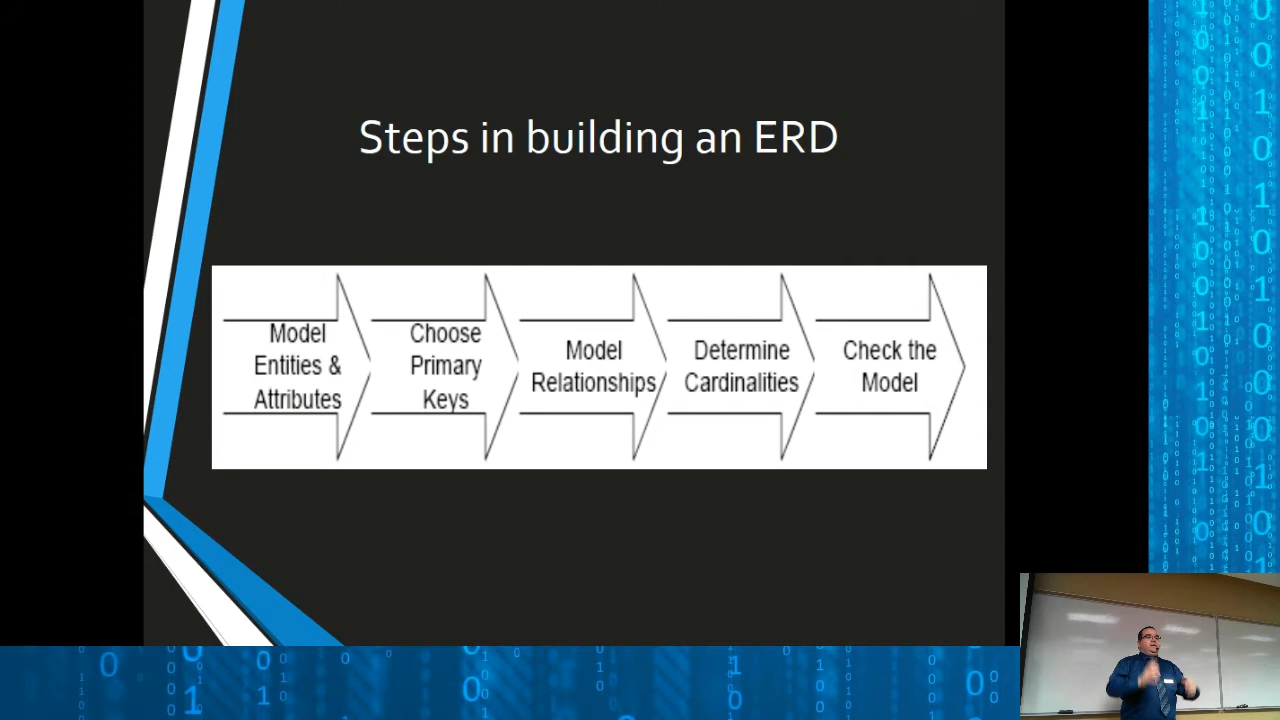 Steps in building an ERD
Model
Entities &
Attributes
Choose
Primary
Keys
Model
Relationships
Determine
Cardinalities
Check the
Model